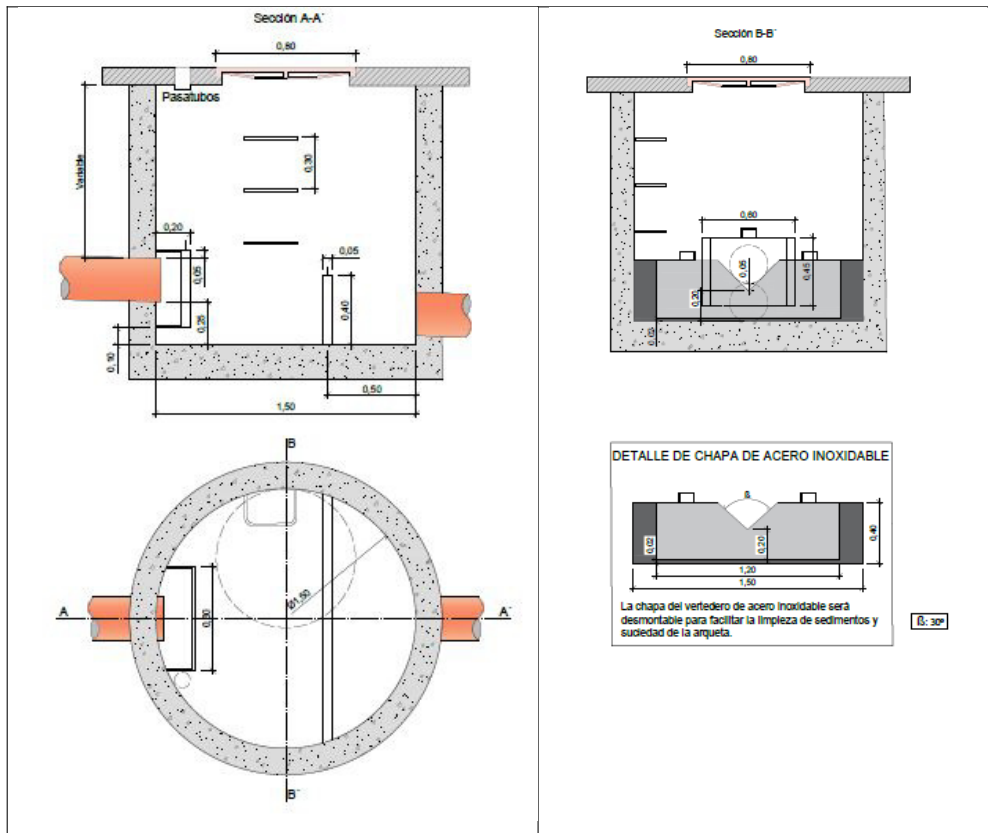 Sección A-A´
0,80
Pasatubos
Variable
0,30
0,20
0,05
0,05
0,25
0,40
0,10
0,50
1,50
B
A
A´
0,90
Ø1,50
B´
Sección B-B´
0,80
0,60
0,05
0,45
0,20
0,02
DETALLE DE CHAPA DE ACERO INOXIDABLE
ß
0,40
0,02
0,20
1,20
1,50
La chapa del vertedero de acero inoxidable será
desmontable para facilitar la limpieza de sedimentos y
suciedad de la arqueta.
ß: 30º